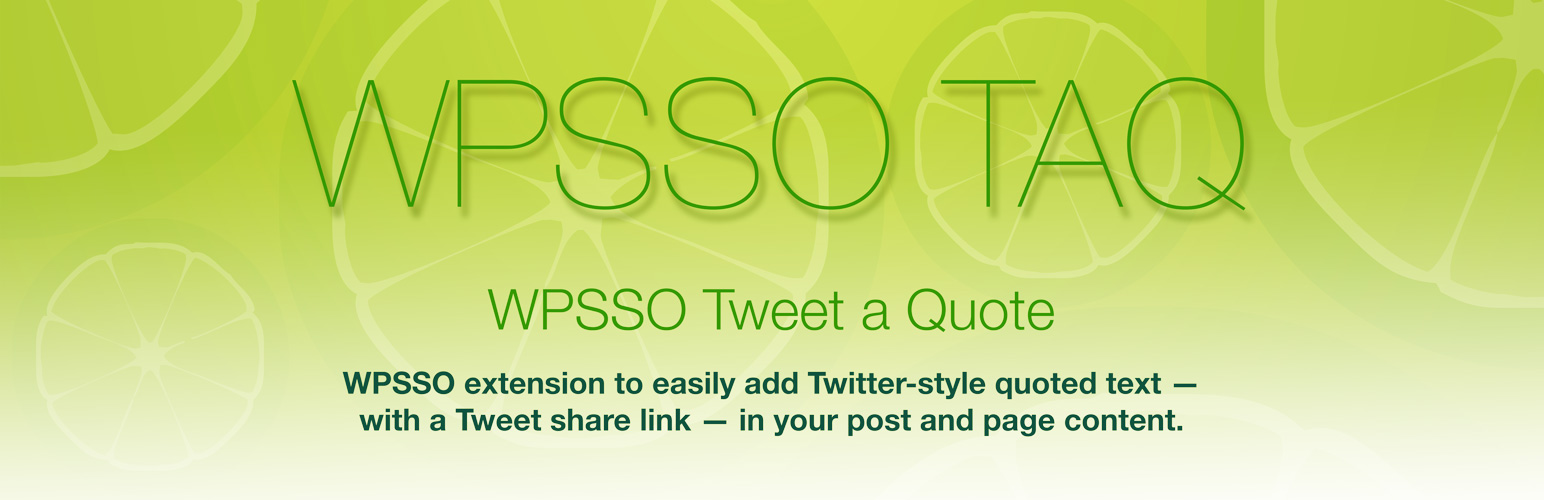 WPSSO TAQ
WPSSO Tweet a Quote
WPSSO extension to easily add Twitter-style quoted text —
with a Tweet share link — in your post and page content.